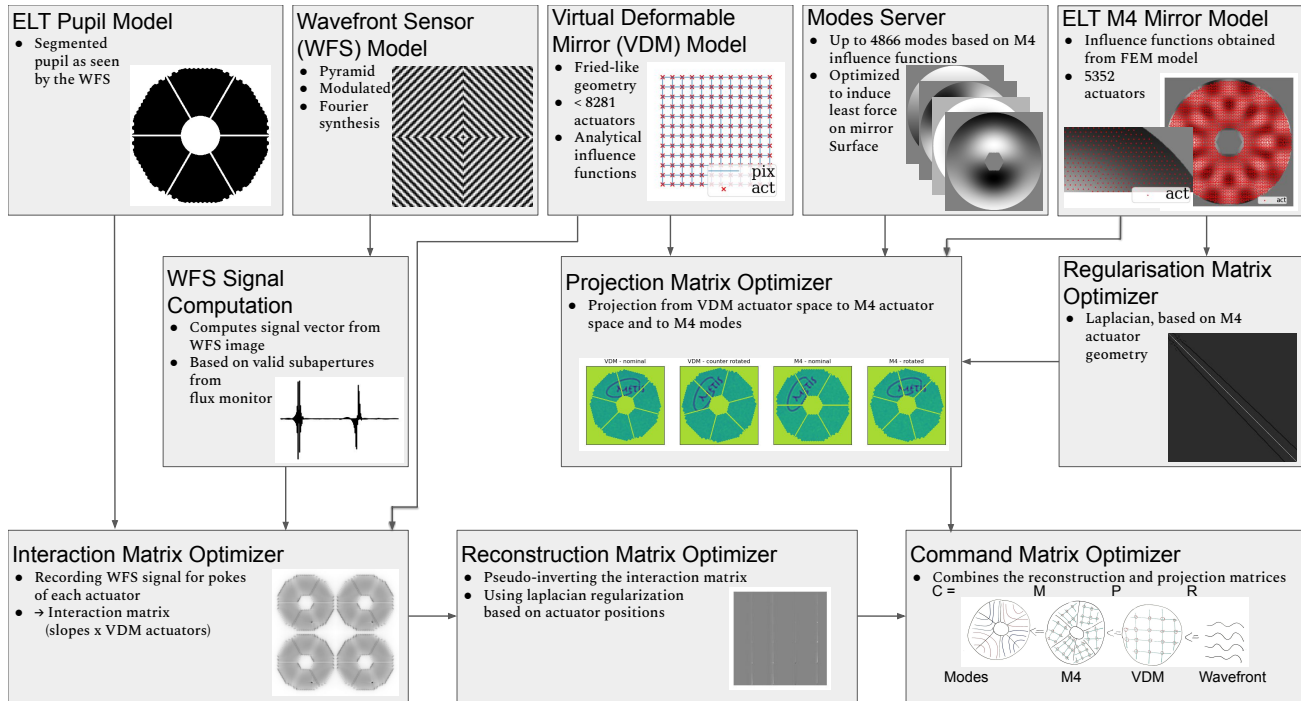 ELT Pupil Model
● Segmented
pupil as seen
by the WFS
Wavefront Sensor
(WFS) Model
● Pyramid
● Modulated
● Fourier
synthesis
Virtual Deformable
Mirror (VDM) Model
● Fried-like
geometry
● < 8281
actuators
● Analytical
influence
functions
pix
act
Modes Server
● Up to 4866 modes based on M4
influence functions
● Optimized
to induce
least force
on mirror
Surface
ELT M4 Mirror Model
● Influence functions obtained
from FEM model
● 5352
actuators
act
act
WFS Signal
Computation
● Computes signal vector from
WFS image
● Based on valid subapertures
from
flux monitor
Projection Matrix Optimizer
● Projection from VDM actuator space to M4 actuator
space and to M4 modes
VDM - nominal
VDM - counter rotated
M4 - nominal
M4 - rotated
METIS
METIS
METIS
METIS
Regularisation Matrix
Optimizer
● Laplacian, based on M4
actuator
geometry
Interaction Matrix Optimizer
● Recording WFS signal for pokes
of each actuator
● → Interaction matrix
(slopes x VDM actuators)
Reconstruction Matrix Optimizer
● Pseudo-inverting the interaction matrix
● Using laplacian regularization
based on actuator positions
Command Matrix Optimizer
● Combines the reconstruction and projection matrices
C = M P R
<= <= <=
Modes M4 VDM Wavefront